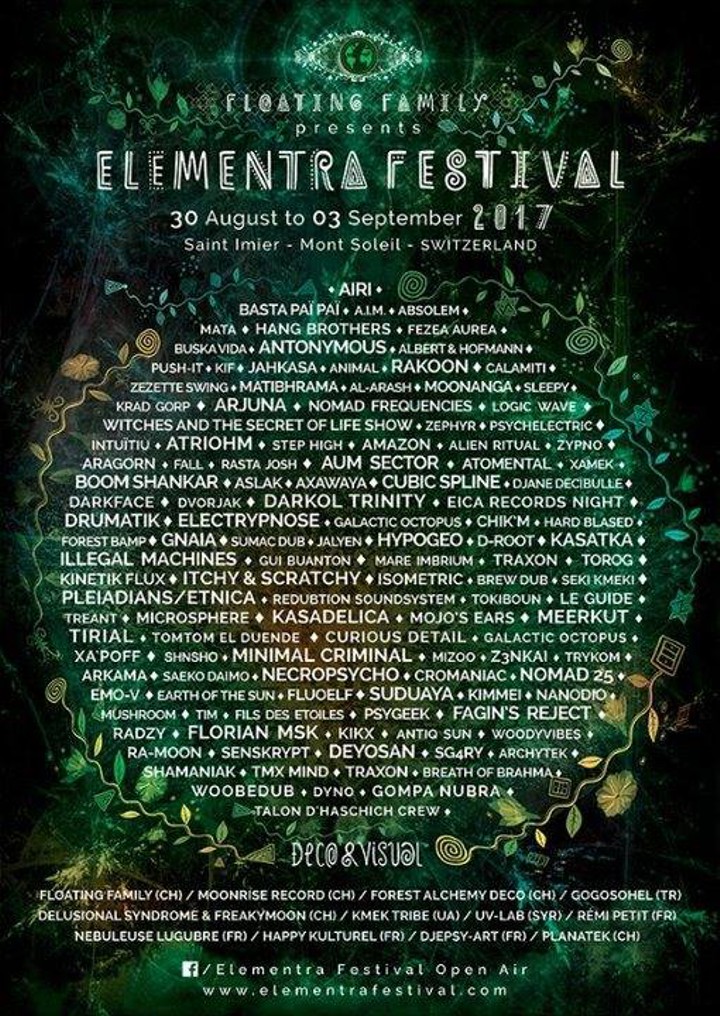 FLOATING FAMILY
presents
ELEMENTRA FESTIVAL
30 August to 03 September 2017
Saint Imier - Mont Soleil - SWITZERLAND
♦ AIRI ♦
BASTA PAÏ PAÏ ♦ A.I.M. ♦ ABSOLEM ♦
MATA ♦ HANG BROTHERS ♦ FEZEA AUREA ♦
BUSKA VIDA ♦ ANTONYMOUS ♦ ALBERT & HOFMANN ♦
PUSH-IT ♦ KIF ♦ JAHKASA ♦ ANIMAL ♦ RAKOON ♦ CALAMITI ♦
ZEZETTE SWING ♦ MATIBHRAMA ♦ AL-ARASH ♦ MOONANGA ♦ SLEEPY ♦
KRAD GORP ♦ ARJUNA ♦ NOMAD FREQUENCIES ♦ LOGIC WAVE ♦
WITCHES AND THE SECRET OF LIFE SHOW ♦ ZEPHYR ♦ PSYCHELECTRIC ♦
INTUÏTIU ♦ ATRIOHM ♦ STEP HIGH ♦ AMAZON ♦ ALIEN RITUAL ♦ ZYPNO ♦
ARAGORN ♦ FALL ♦ RASTA JOSH ♦ AUM SECTOR ♦ ATOMENTAL ♦ XAMEK ♦
BOOM SHANKAR ♦ ASLAK ♦ AXAWAYA ♦ CUBIC SPLINE ♦ DJANE DECIBULLE ♦
DARKFACE ♦ DVORJAK ♦ DARKOL TRINITY ♦ EICA RECORDS NIGHT ♦
DRUMATIK ♦ ELECTRYPNOSE ♦ GALACTIC OCTOPUS ♦ CHIK'M ♦ HARD BLASED ♦
FOREST BAMP ♦ GNAIA ♦ SUMAC DUB ♦ JALYEN ♦ HYPOGEO ♦ D-ROOT ♦ KASATKA ♦
ILLEGAL MACHINES ♦ GUI BUANTON ♦ MARE IMBRIUM ♦ TRAXON ♦ TOROG ♦
KINETIK FLUX ♦ ITCHY & SCRATCHY ♦ ISOMETRIC ♦ BREW DUB ♦ SEKI KMEKI ♦
PLEIADIANS/ETNICA ♦ REDUBTION SOUNDSYSTEM ♦ TOKIBOUN ♦ LE GUIDE ♦
TREANT ♦ MICROSPHERE ♦ KASADELICA ♦ MOJO'S EARS ♦ MEERKUT ♦
TIRIAL ♦ TOMTOM EL DUENDE ♦ CURIOUS DETAIL ♦ GALACTIC OCTOPUS ♦
XA'POFF ♦ SHNSHO ♦ MINIMAL CRIMINAL ♦ MIZOO ♦ Z3NKAI ♦ TRYKOM ♦
ARKAMA ♦ SAEKO DAIMO ♦ NECROPSYCHO ♦ CROMANIAC ♦ NOMAD 25 ♦
EMO-V ♦ EARTH OF THE SUN ♦ FLUOELF ♦ SUDUAYA ♦ KIMMEI ♦ NANODIO ♦
MUSHROOM ♦ TIM ♦ FILS DES ETOILES ♦ PSYGEEK ♦ FAGIN'S REJECT ♦
RADZY ♦ FLORIAN MSK ♦ KIKX ♦ ANTIQ SUN ♦ WOODYVIBES ♦
RA-MOON ♦ SENSKRYPT ♦ DEYOSAN ♦ SG4RY ♦ ARCHYTEK ♦
SHAMANIAK ♦ TMX MIND ♦ TRAXON ♦ BREATH OF BRAHMA ♦
WOOBEDUB ♦ DYNO ♦ GOMPA NUBRA ♦
TALON D'HASCHICH CREW ♦
DECO & VISUAL
FLOATING FAMILY (CH) / MOONRISE RECORD (CH) / FOREST ALCHEMY DECO (CH) / GOGOSOHEL (TR)
DELUSIONAL SYNDROME & FREAKYMOON (CH) / KMEK TRIBE (UA) / UV-LAB (SYR) / RÉMI PETIT (FR)
NEBULEUSE LUGUBRE (FR) / HAPPY KULTUREL (FR) / DJEPSY-ART (FR) / PLANATEK (CH)
f/Elementra Festival Open Air
www.elementrafestival.com